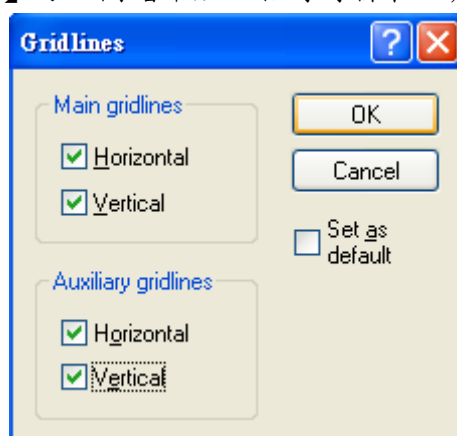 Gridlines
Main gridlines
Horizontal
Vertical
OK
Cancel
Set as
default
Auxiliary gridlines
Horizontal
Vertical